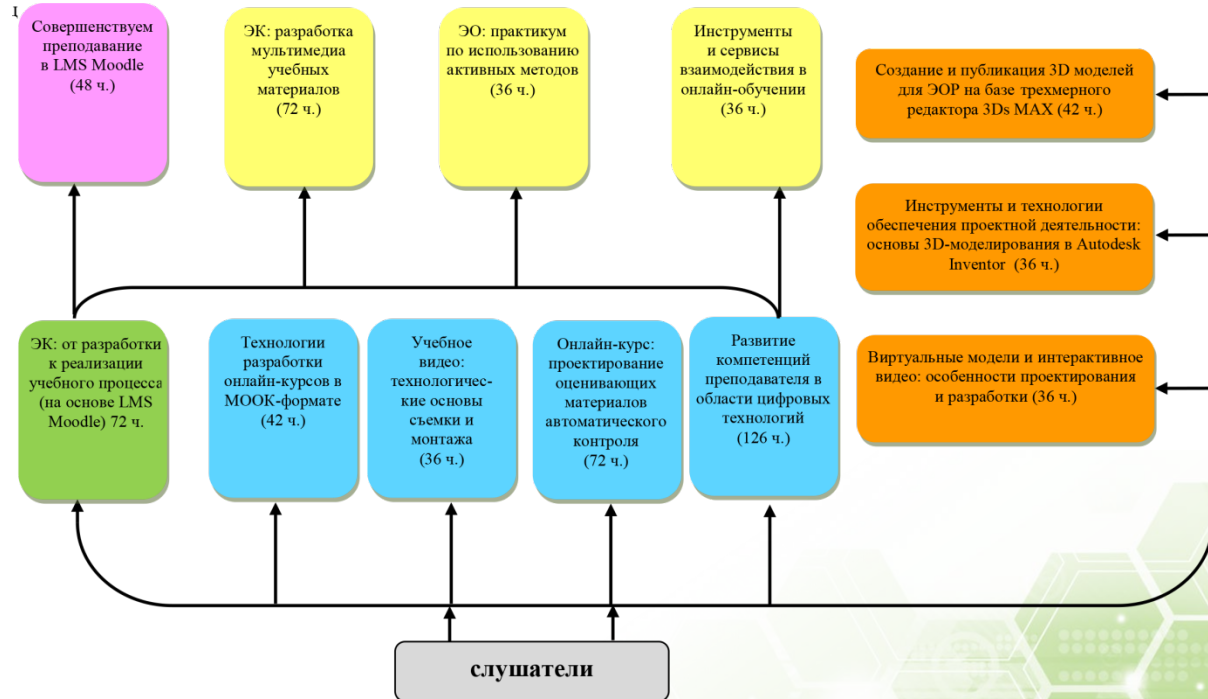 ц
Совершенствуем
преподавание
в LMS Moodle
(48 ч.)
ЭК: разработка
мультимедиа
учебных
материалов
(72 ч.)
ЭО: практикум
по использованию
активных методов
(36 ч.)
Инструменты
и сервисы
взаимодействия в
онлайн-обучении
(36 ч.)
Создание и публикация 3D моделей
для ЭОР на базе трехмерного
редактора 3Ds MAX (42 ч.)
Инструменты и технологии
обеспечения проектной деятельности:
основы 3D-моделирования в Autodesk
Inventor (36 ч.)
Виртуальные модели и интерактивное
видео: особенности проектирования
и разработки (36 ч.)
ЭК: от разработки
к реализации
учебного процесса
(на основе LMS
Moodle) 72 ч.
Технологии
разработки
онлайн-курсов в
МООК-формате
(42 ч.)
Учебное
видео:
технологичес-
кие основы
съемки и
монтажа
(36 ч.)
Онлайн-курс:
проектирование
оценивающих
материалов
автоматического
контроля
(72 ч.)
Развитие
компетенций
преподавателя в
области цифровых
технологий
(126 ч.)
слушатели